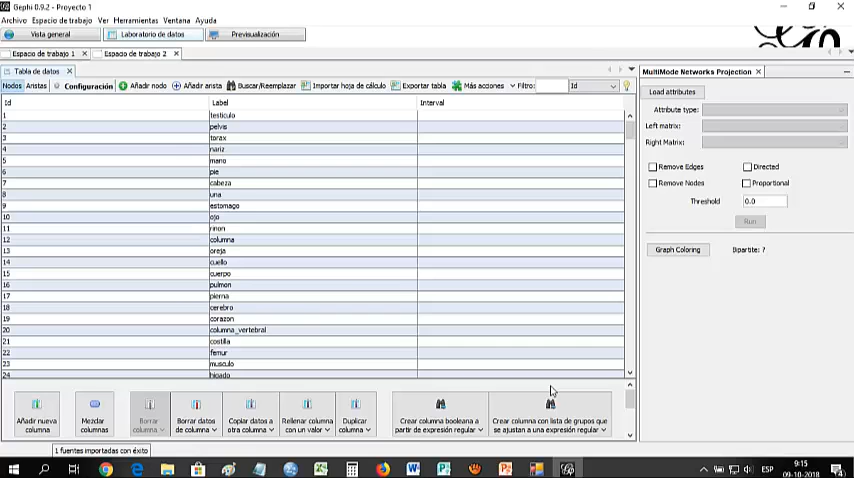 Gephi 0.9.2 - Proyecto 1
Archivo Espacio de trabajo Ver Herramientas Ventana Ayuda
Vista general Laboratorio de datos Previsualización
Espacio de trabajo 1 Espacio de trabajo 2
Tabla de datos
Nodos Aristas Configuración Añadir nodo Añadir arista Buscar/Reemplazar Importar hoja de cálculo Exportar tabla Más acciones Filtro: Id
Id Label Interval
1 testiculo
2 pelvis
3 torax
4 nariz
5 mano
6 pie
7 cabeza
8 una
9 estomago
10 ojo
11 rinon
12 columna
13 oreja
14 cuello
15 cuerpo
16 pulmon
17 pierna
18 cerebro
19 corazon
20 columna_vertebral
21 costilla
22 femur
23 musculo
24 higado
Añadir nueva columna
Mezclar columnas
Borrar columna
Borrar datos de columna
Copiar datos a otra columna
Rellenar columna con un valor
Duplicar columna
Crear columna booleana a partir de expresión regular
Crear columna con lista de grupos que se ajustan a una expresión regular
MultiMode Networks Projection
Load attributes
Attribute type:
Left matrix:
Right Matrix:
Remove Edges Directed
Remove Nodes Proportional
Threshold 0.0
Run
Graph Coloring Bipartite: ?
1 fuentes importadas con éxito
ESP
9:15
09-10-2018
4